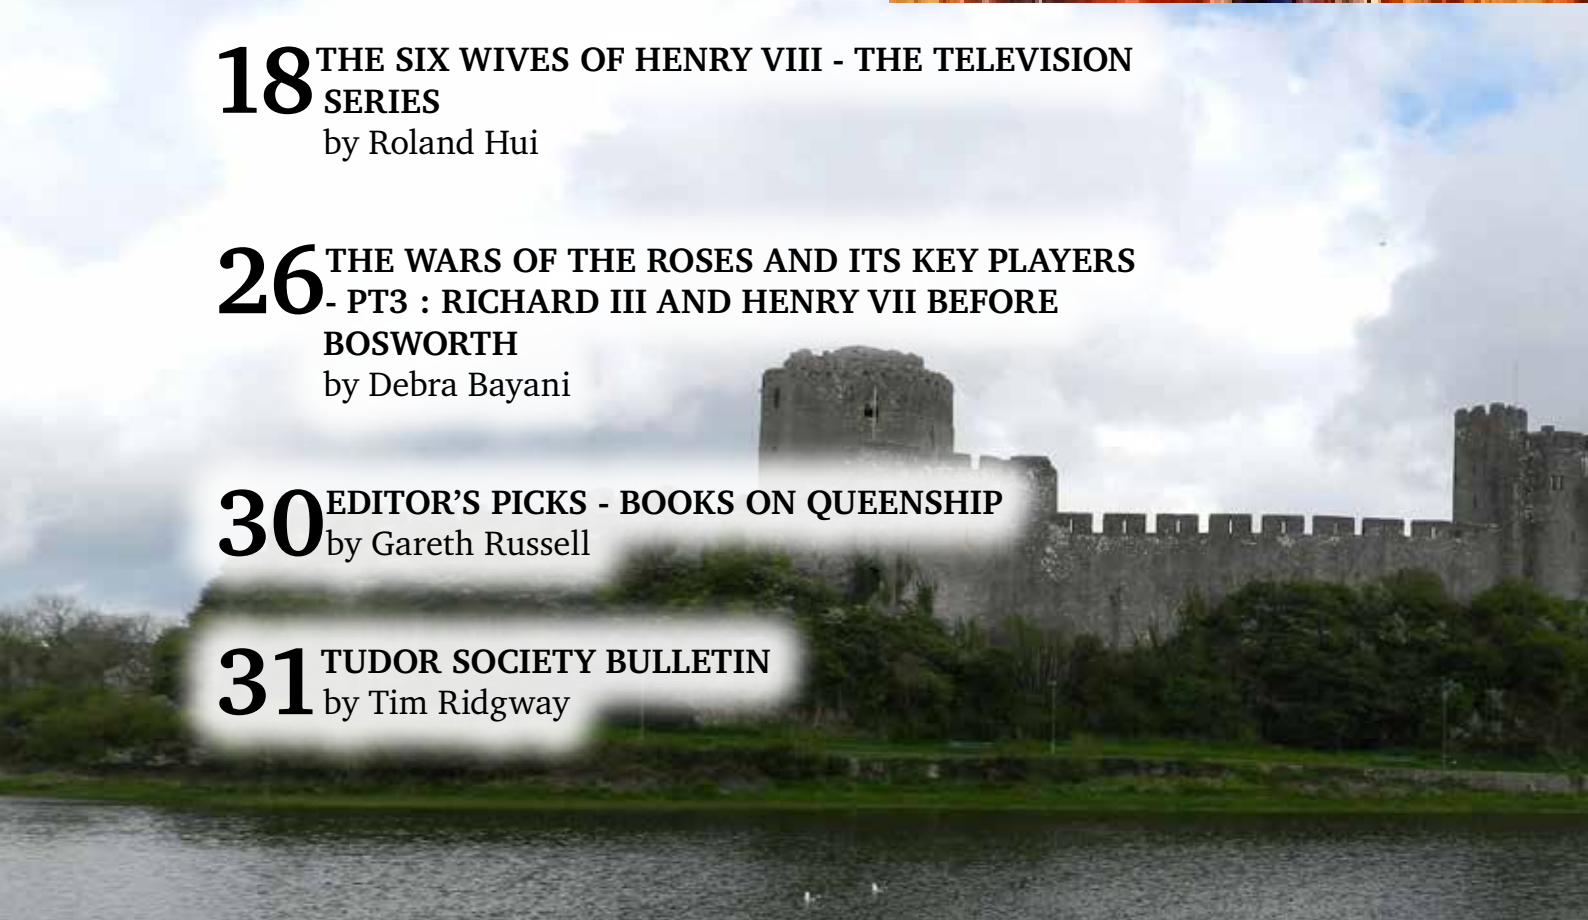 18 THE SIX WIVES OF HENRY VIII - THE TELEVISION
SERIES
by Roland Hui
26 THE WARS OF THE ROSES AND ITS KEY PLAYERS
- PT3 : RICHARD III AND HENRY VII BEFORE
BOSWORTH
by Debra Bayani
30 EDITOR’S PICKS - BOOKS ON QUEENSHIP
by Gareth Russell
31 TUDOR SOCIETY BULLETIN
by Tim Ridgway